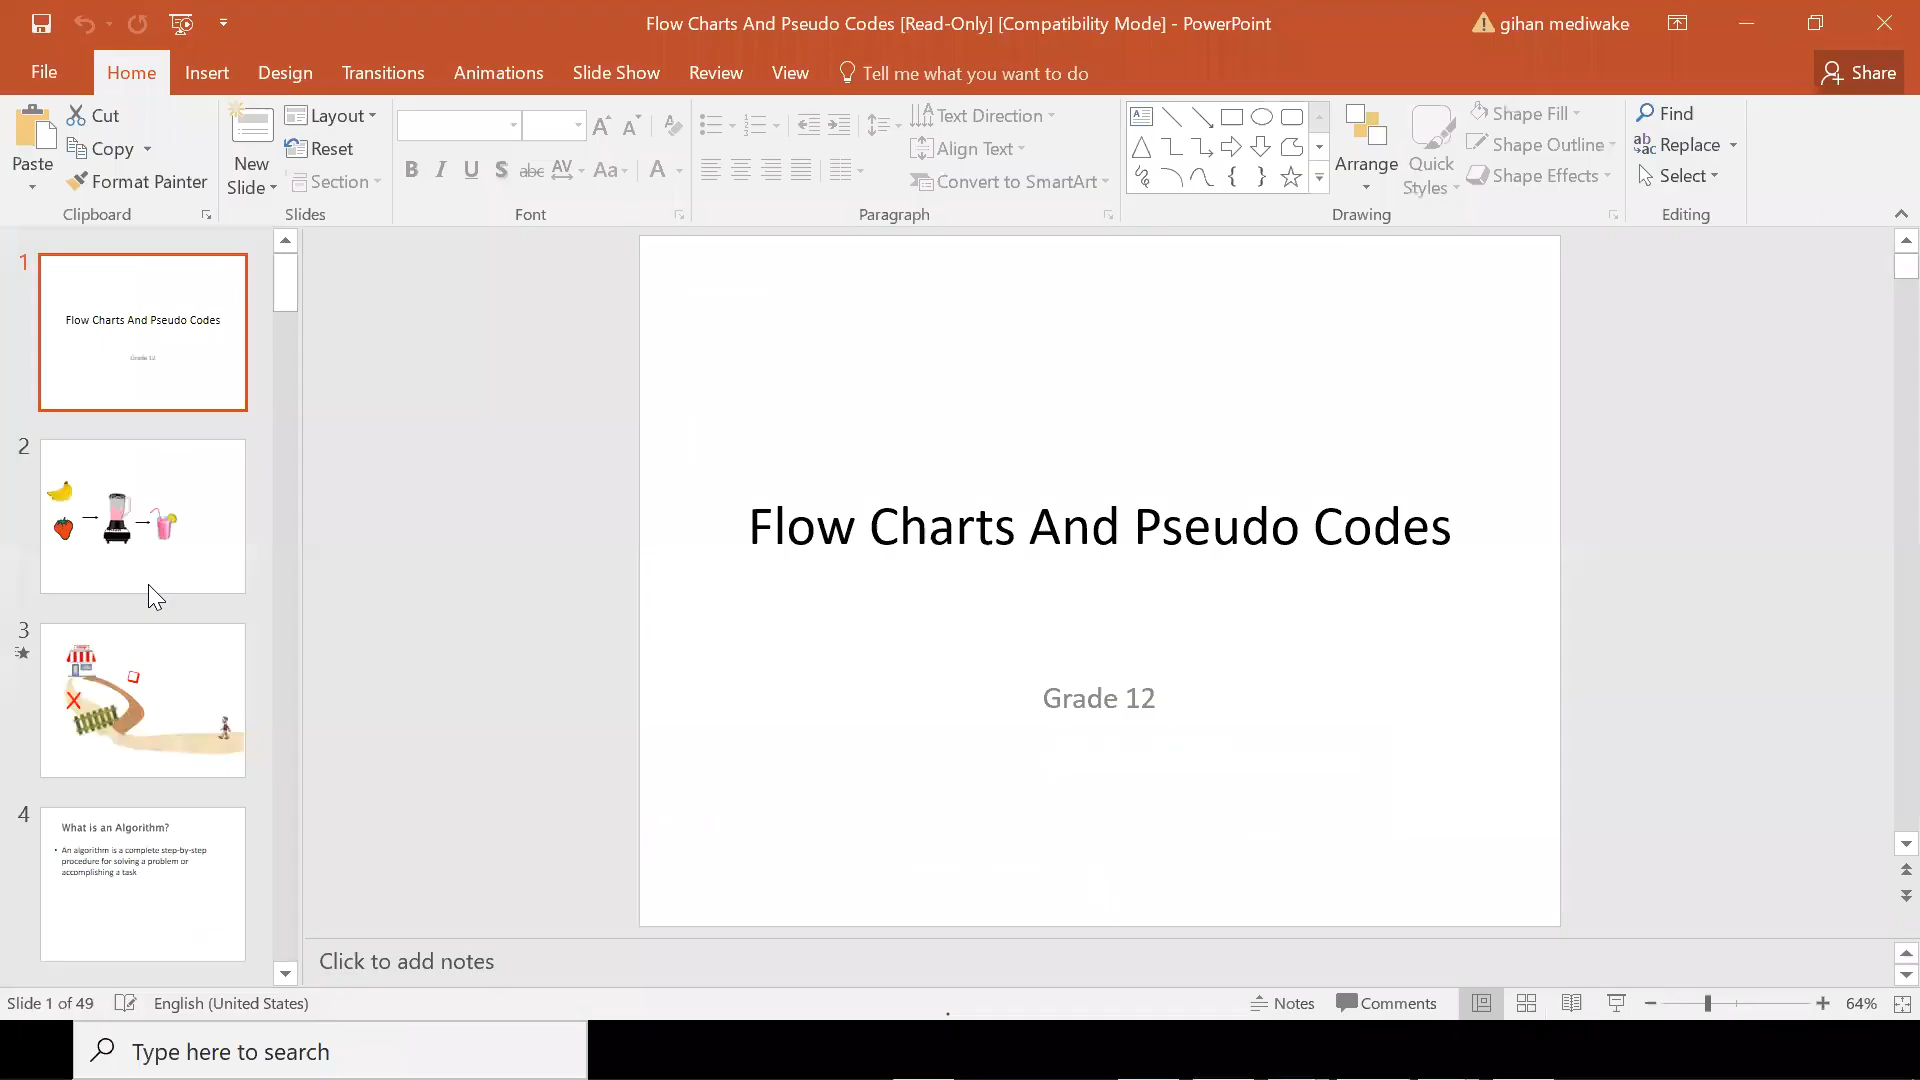 Flow Charts And Pseudo Codes [Read-Only] [Compatibility Mode] - PowerPoint
gihan mediwake
File
Home
Insert
Design
Transitions
Animations
Slide Show
Review
View
Tell me what you want to do
Share
Paste
Cut
Copy
Format Painter
Clipboard
New
Slide
Layout
Reset
Section
Slides
B I U S abc AV Aa A
Font
Text Direction
Align Text
Convert to SmartArt
Paragraph
Arrange
Quick
Styles
Shape Fill
Shape Outline
Shape Effects
Drawing
Find
Replace
Select
Editing
1
Flow Charts And Pseudo Codes
Grade 12
2
3
4
What is an Algorithm?
• An algorithm is a complete step-by-step
procedure for solving a problem or
accomplishing a task
Flow Charts And Pseudo Codes
Grade 12
Click to add notes
Slide 1 of 49
English (United States)
Notes
Comments
64%
Type here to search